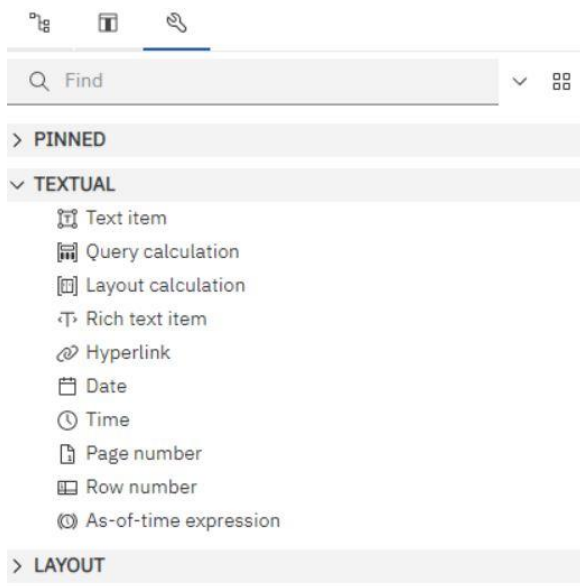 Find
PINNED
TEXTUAL
Text item
Query calculation
Layout calculation
Rich text item
Hyperlink
Date
Time
Page number
Row number
As-of-time expression
LAYOUT